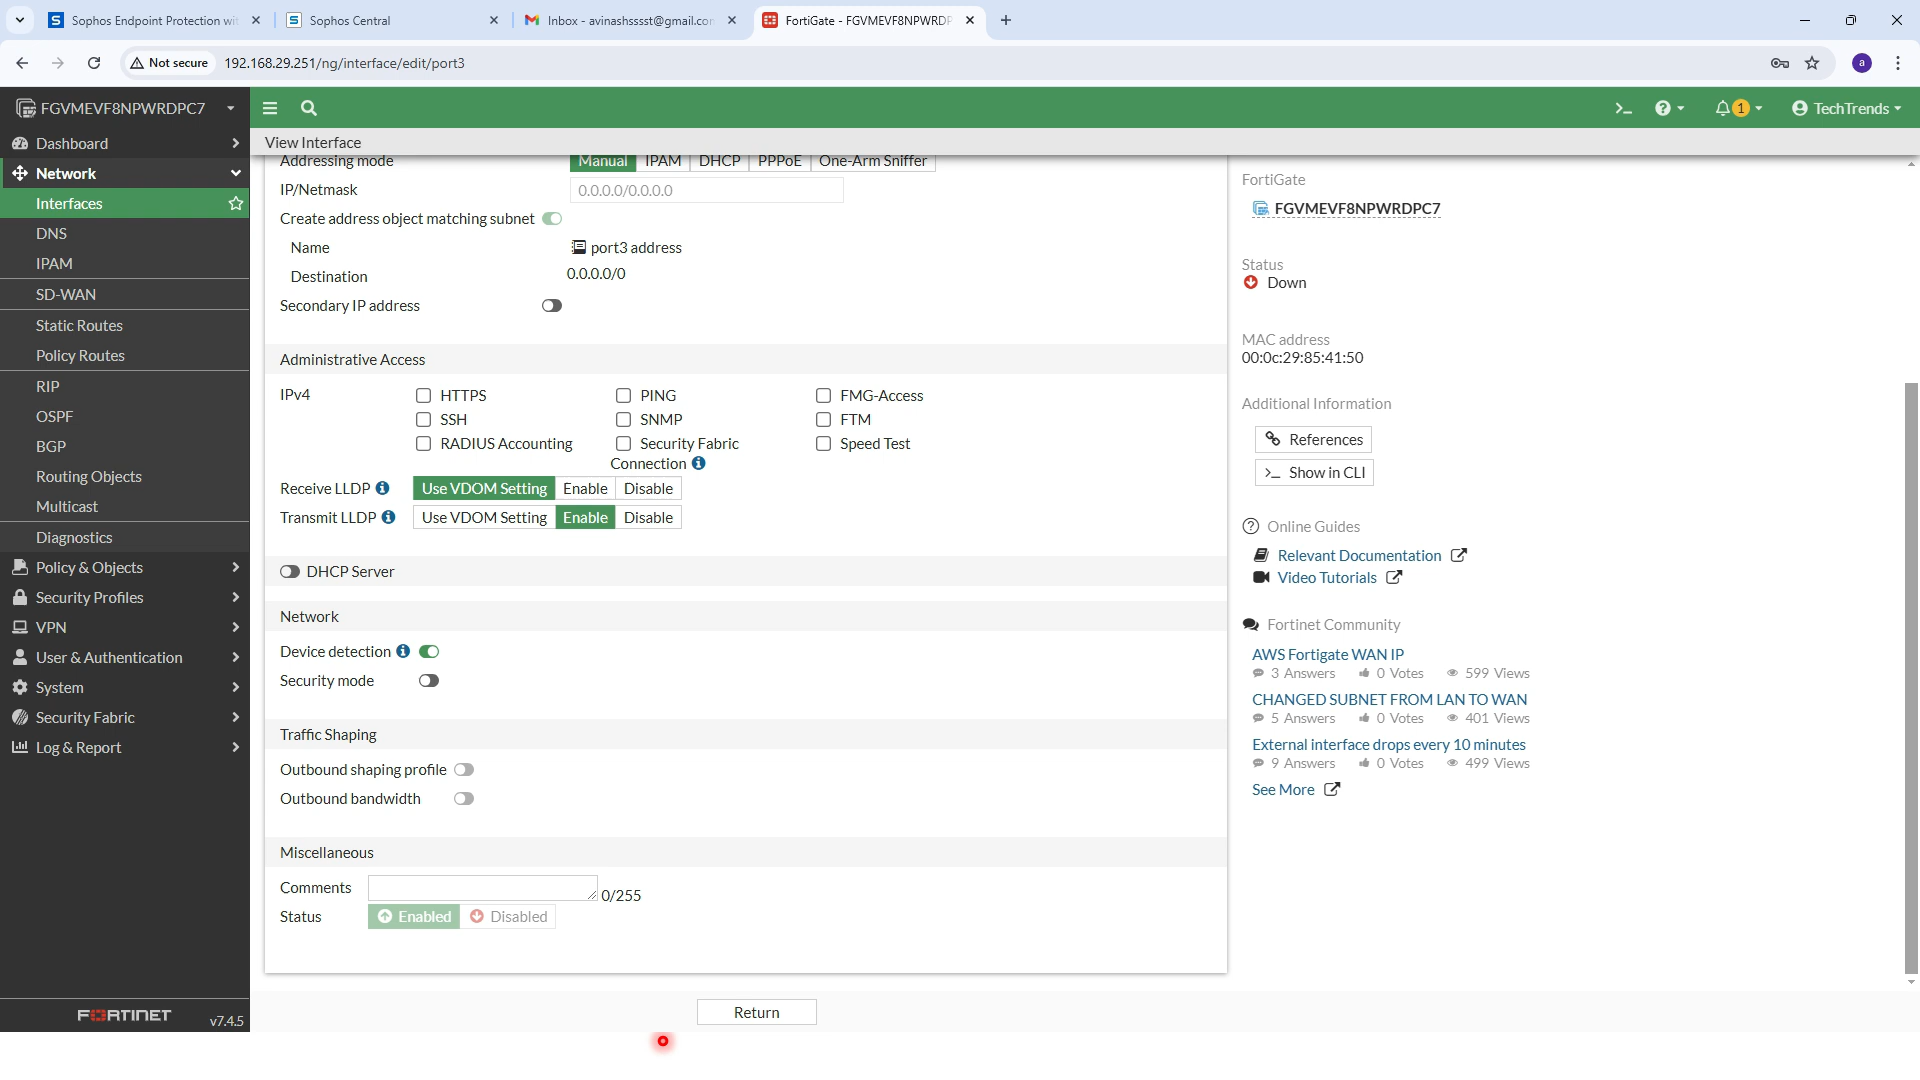 Sophos Endpoint Protection wit
Sophos Central
Inbox - avinashsssst@gmail.con
FortiGate - FGVMEVF8NPWRDP
Not secure
192.168.29.251/ng/interface/edit/port3
a
FGVMEVF8NPWRDPC7
1
TechTrends
Dashboard
Network
Interfaces
DNS
IPAM
SD-WAN
Static Routes
Policy Routes
RIP
OSPF
BGP
Routing Objects
Multicast
Diagnostics
Policy & Objects
Security Profiles
VPN
User & Authentication
System
Security Fabric
Log & Report
FORTINET
v7.4.5
View Interface
Addressing mode
Manual IPAM DHCP PPPoE One-Arm Sniffer
IP/Netmask
0.0.0.0/0.0.0.0
Create address object matching subnet
Name
port3 address
Destination
0.0.0.0/0
Secondary IP address
Administrative Access
IPv4
HTTPS PING FMG-Access
SSH SNMP FTM
RADIUS Accounting Security Fabric Speed Test
Connection
Receive LLDP Use VDOM Setting Enable Disable
Transmit LLDP Use VDOM Setting Enable Disable
DHCP Server
Network
Device detection
Security mode
Traffic Shaping
Outbound shaping profile
Outbound bandwidth
Miscellaneous
Comments
0/255
Status Enabled Disabled
Return
FortiGate
FGVMEVF8NPWRDPC7
Status
Down
MAC address
00:0c:29:85:41:50
Additional Information
References
Show in CLI
Online Guides
Relevant Documentation
Video Tutorials
Fortinet Community
AWS Fortigate WAN IP
3 Answers 0 Votes 599 Views
CHANGED SUBNET FROM LAN TO WAN
5 Answers 0 Votes 401 Views
External interface drops every 10 minutes
9 Answers 0 Votes 499 Views
See More